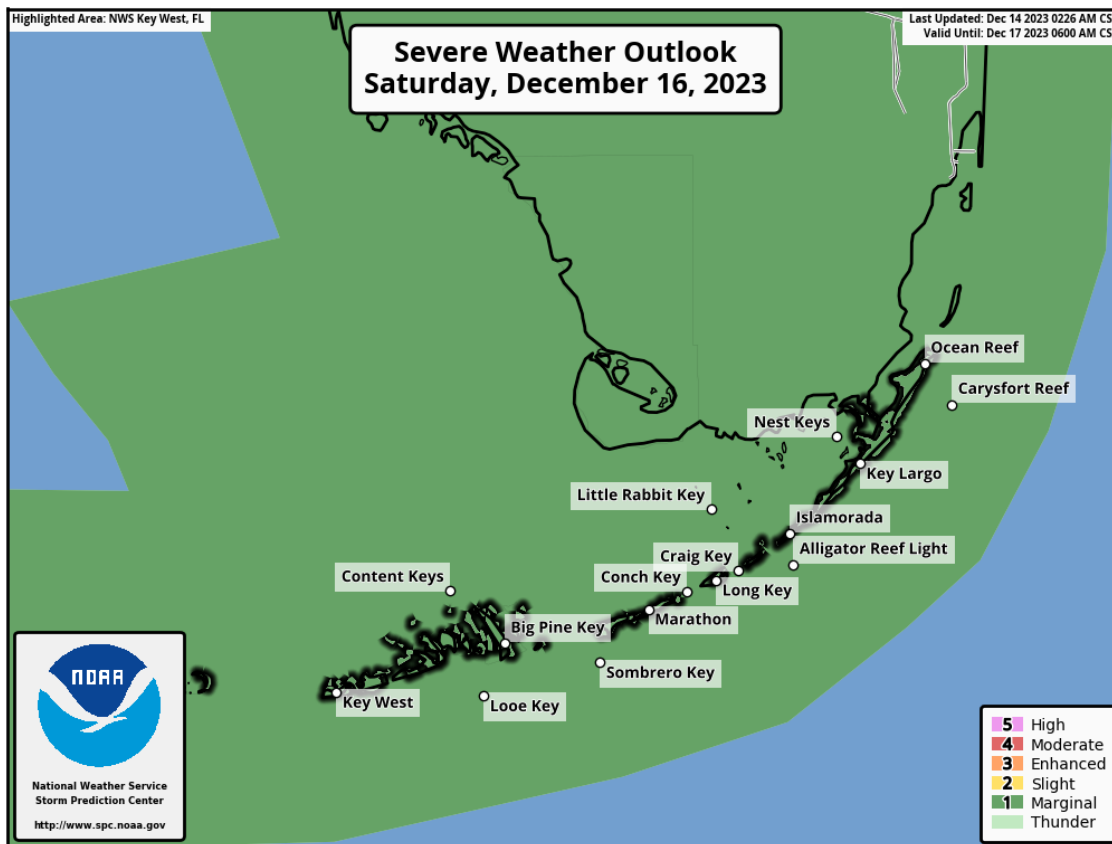 Highlighted Area: NWS Key West, FL
Last Updated: Dec 14 2023 0226 AM CS
Valid Until: Dec 17 2023 0600 AM CS
Severe Weather Outlook
Saturday, December 16, 2023
Ocean Reef
Carysfort Reef
Nest Keys
Key Largo
Little Rabbit Key
Islamorada
Alligator Reef Light
Craig Key
Content Keys
Conch Key
Long Key
Marathon
Big Pine Key
Sombrero Key
Key West
Looe Key
NOAA
National Weather Service
Storm Prediction Center
http://www.spc.noaa.gov
5 High
4 Moderate
3 Enhanced
2 Slight
1 Marginal
Thunder